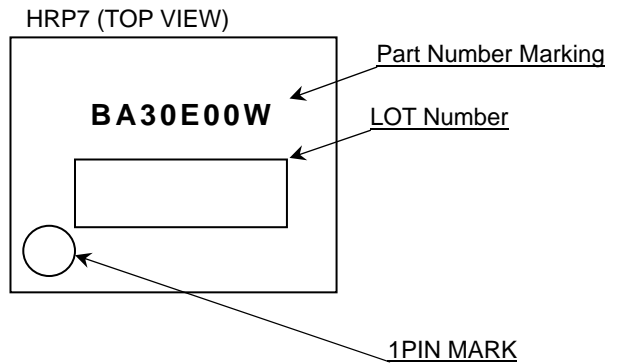 HRP7 (TOP VIEW)
Part Number Marking
BA30E00W
LOT Number
1PIN MARK